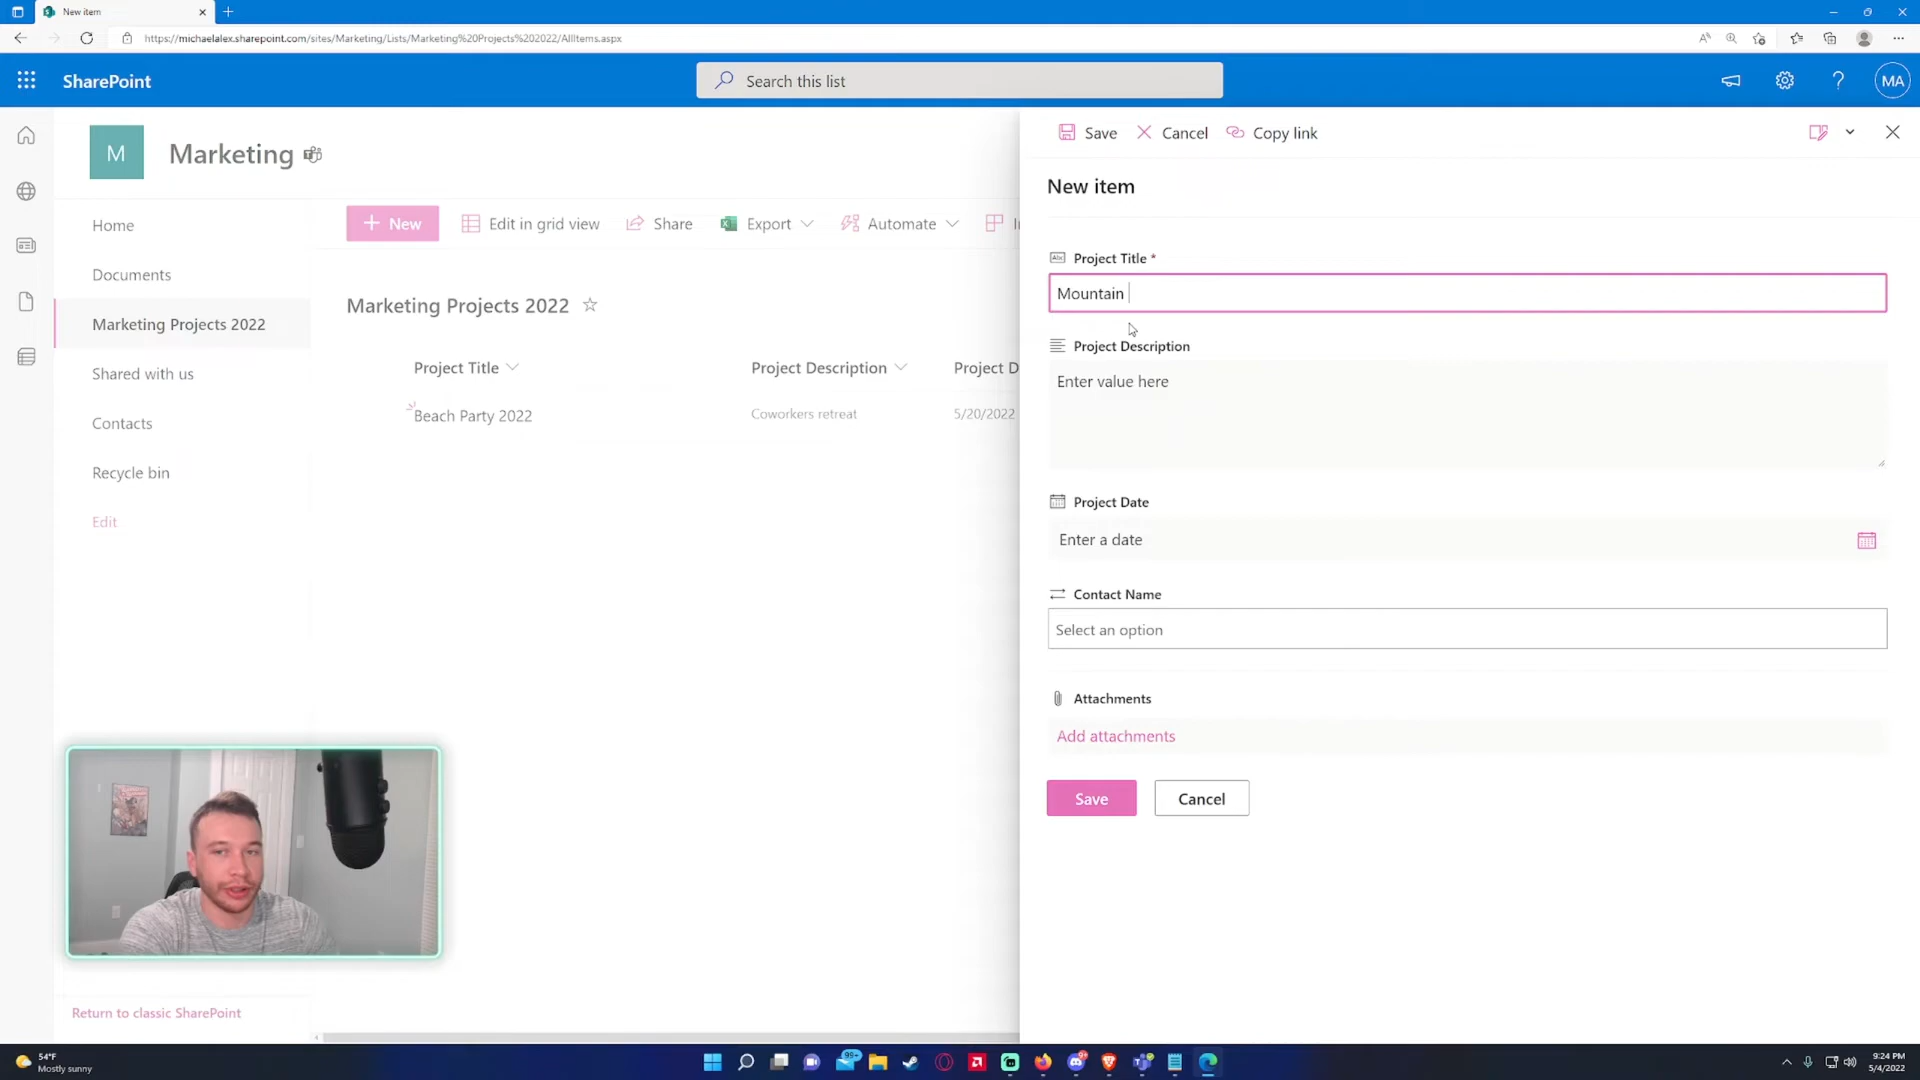 New item
https://michaelalex.sharepoint.com/sites/Marketing/Lists/Marketing%20Projects%202022/AllItems.aspx
SharePoint
Search this list
MA
M
Marketing
Home
Documents
Marketing Projects 2022
Shared with us
Contacts
Recycle bin
Edit
Return to classic SharePoint
New
Edit in grid view
Share
Export
Automate
Marketing Projects 2022
Project Title
Project Description
Project D
Beach Party 2022
Coworkers retreat
5/20/2022
Save
Cancel
Copy link
New item
Abc
Project Title *
Mountain
Project Description
Enter value here
Project Date
Enter a date
Contact Name
Select an option
Attachments
Add attachments
Save
Cancel
54°F
Mostly sunny
99+
9:24 PM
5/4/2022